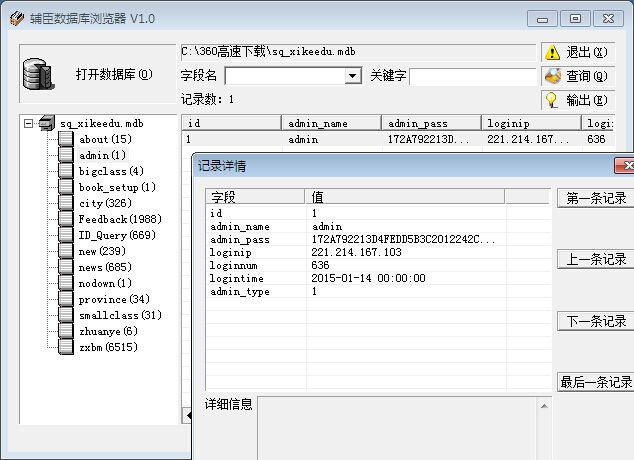 辅臣数据库浏览器 V1.0
打开数据库(O)
C:\360高速下载\sq_xikeedu.mdb
退出(X)
字段名
关键字
查询(Q)
记录数: 1
输出(E)
sq_xikeedu.mdb
about(15)
admin(1)
bigclass(4)
book_setup(1)
city(326)
Feedback(1988)
ID_Query(669)
new(239)
news(685)
nodown(1)
province(34)
smallclass(31)
zhuanye(6)
zxbm(6515)
id admin_name admin_pass loginip logi
1 admin 172A792213D... 221.214.167... 636
记录详情
字段 值
id 1
admin_name admin
admin_pass 172A792213D4FEDD5B3C2012242C...
loginip 221.214.167.103
loginnum 636
logintime 2015-01-14 00:00:00
admin_type 1
第一条记录
上一条记录
下一条记录
最后一条记录
详细信息